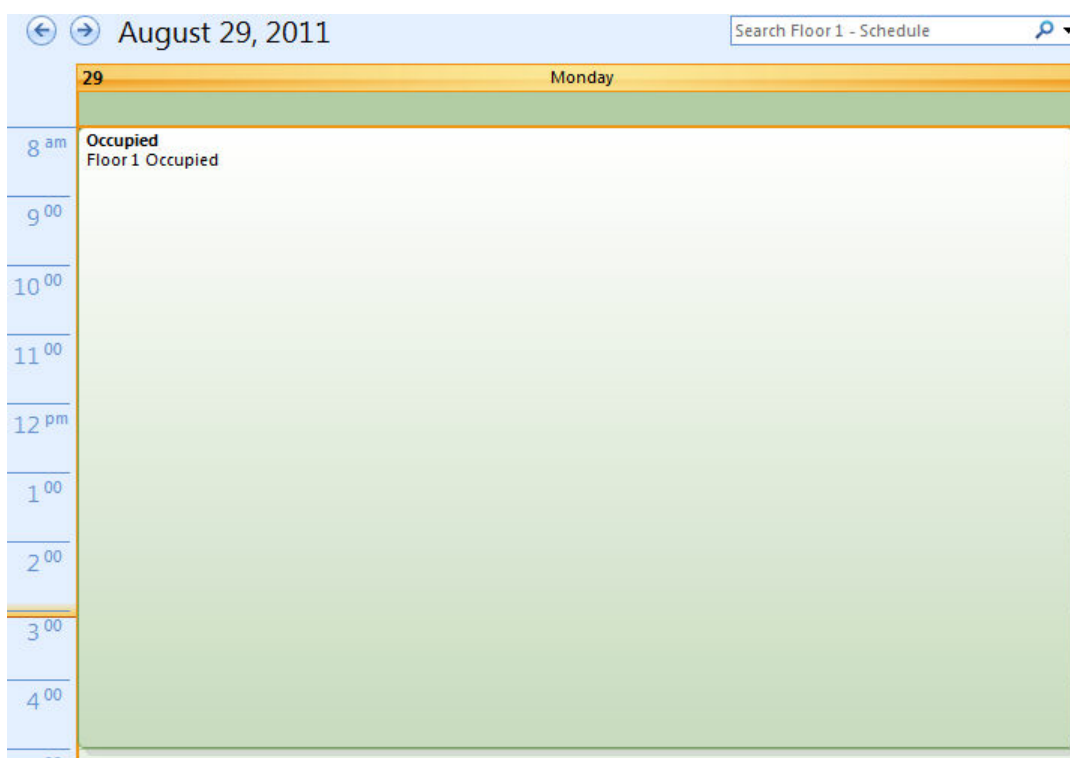 August 29, 2011
Search Floor 1 - Schedule
29 Monday
8 am
Occupied
Floor 1 Occupied
9 00
10 00
11 00
12 pm
1 00
2 00
3 00
4 00